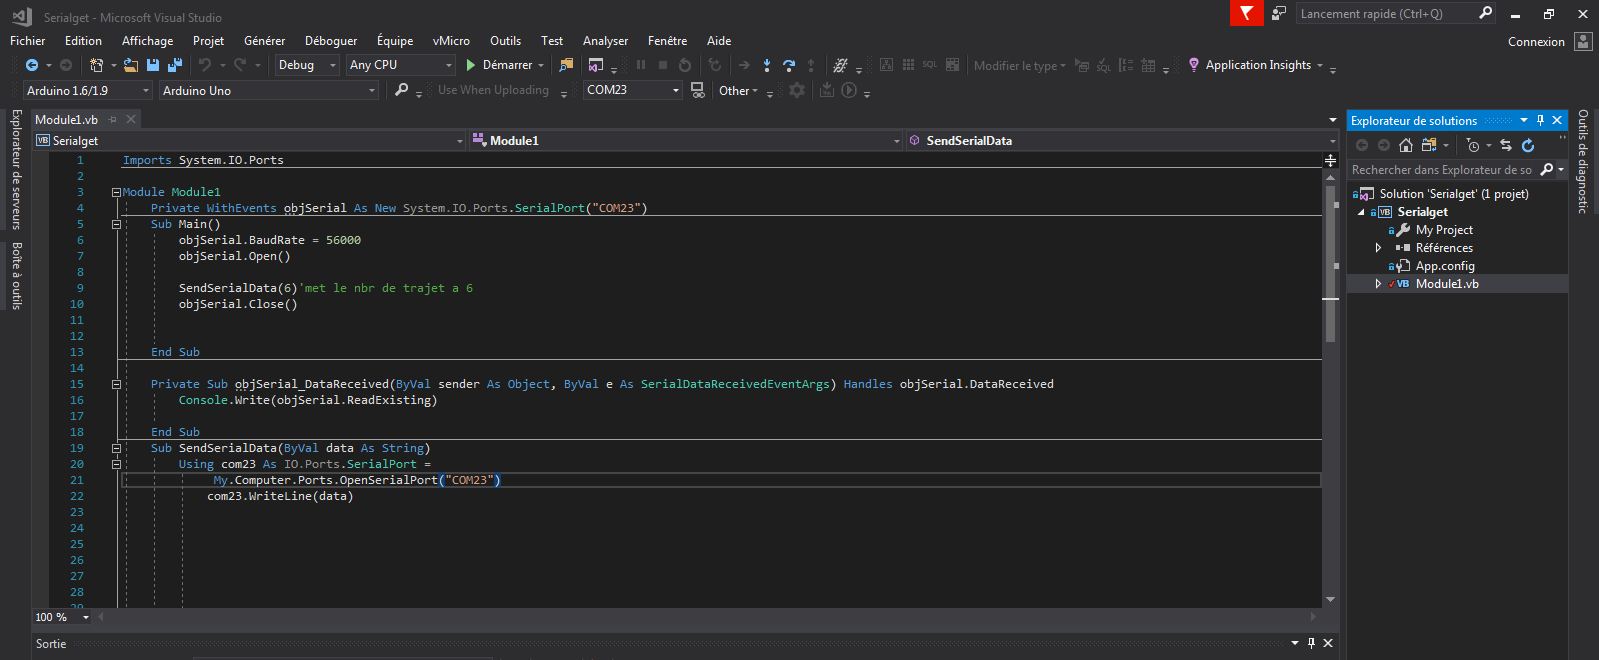 Serialget - Microsoft Visual Studio
Lancement rapide (Ctrl+Q)
Fichier Edition Affichage Projet Générer Déboguer Équipe vMicro Outils Test Analyser Fenêtre Aide
Connexion
Debug Any CPU Démarrer SQL Modifier le type SQL Application Insights
Arduino 1.6/1.9 Arduino Uno Use When Uploading COM23 Other
Explorateur de serveurs
Boîte à outils
Module1.vb
VB Serialget Module1 SendSerialData
1 Imports System.IO.Ports
2
3 Module Module1
4 Private WithEvents objSerial As New System.IO.Ports.SerialPort("COM23")
5 Sub Main()
6 objSerial.BaudRate = 56000
7 objSerial.Open()
8
9 SendSerialData(6)'met le nbr de trajet a 6
10 objSerial.Close()
11
12
13 End Sub
14
15 Private Sub objSerial_DataReceived(ByVal sender As Object, ByVal e As SerialDataReceivedEventArgs) Handles objSerial.DataReceived
16 Console.Write(objSerial.ReadExisting)
17
18 End Sub
19 Sub SendSerialData(ByVal data As String)
20 Using com23 As IO.Ports.SerialPort =
21 My.Computer.Ports.OpenSerialPort("COM23")
22 com23.WriteLine(data)
23
24
25
26
27
28
29
100 %
Sortie
Explorateur de solutions
Rechercher dans Explorateur de so
Solution 'Serialget' (1 projet)
VB Serialget
My Project
Références
App.config
VB Module1.vb
Outils de diagnostic